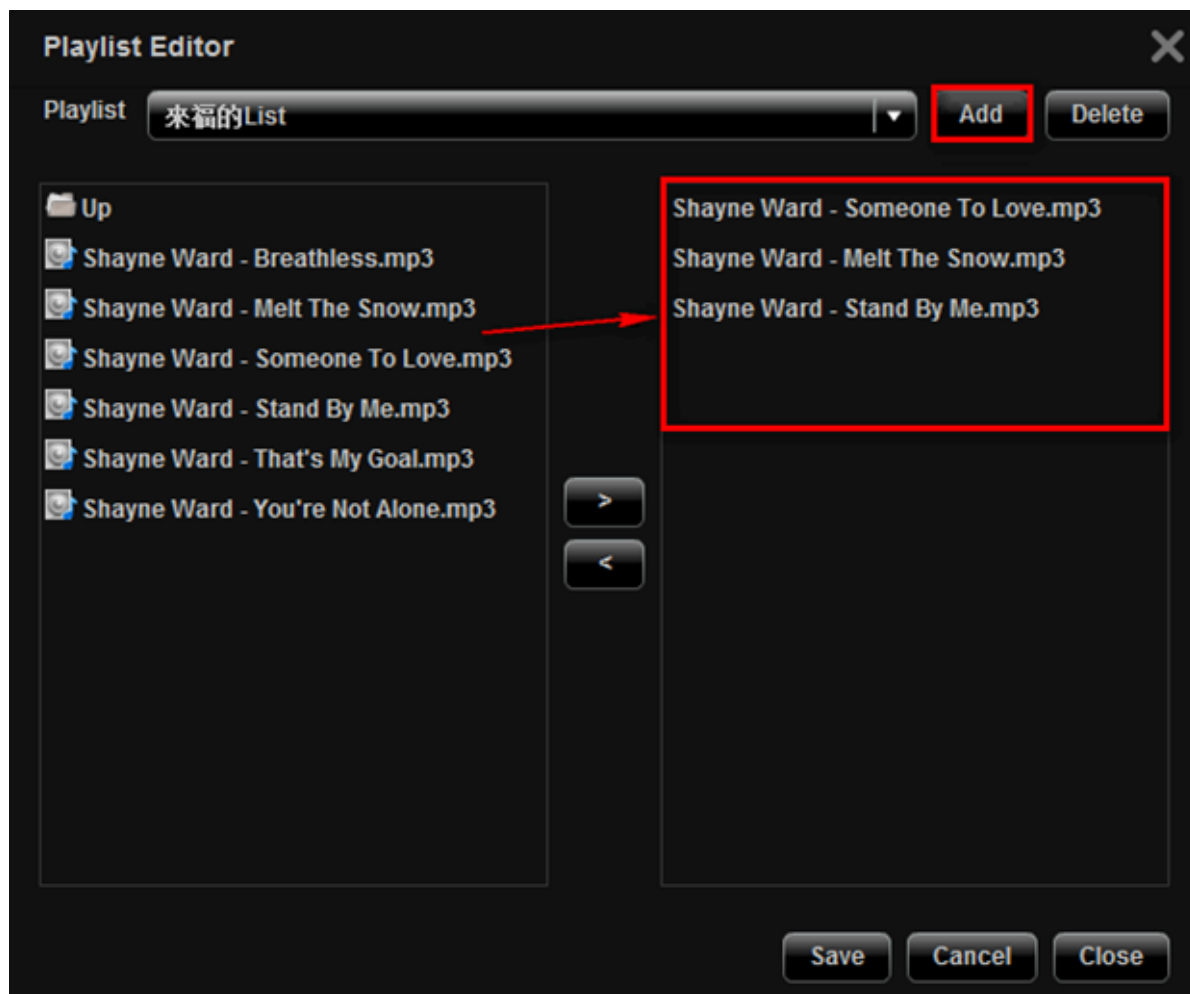 Playlist Editor
Playlist
來福的List
Add
Delete
Up
Shayne Ward - Breathless.mp3
Shayne Ward - Melt The Snow.mp3
Shayne Ward - Someone To Love.mp3
Shayne Ward - Stand By Me.mp3
Shayne Ward - That's My Goal.mp3
Shayne Ward - You're Not Alone.mp3
>
<
Shayne Ward - Someone To Love.mp3
Shayne Ward - Melt The Snow.mp3
Shayne Ward - Stand By Me.mp3
Save
Cancel
Close